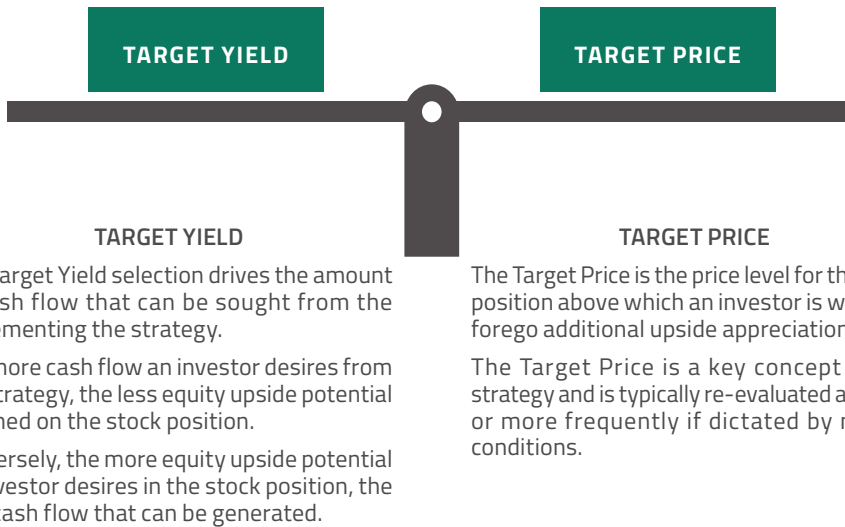 TARGET YIELD
TARGET PRICE
TARGET YIELD
arget Yield selection drives the amount
sh flow that can be sought from the
ementing the strategy.
more cash flow an investor desires from
trategy, the less equity upside potential
ned on the stock position.
ersely, the more equity upside potential
vestor desires in the stock position, the
cash flow that can be generated.
TARGET PRICE
The Target Price is the price level for th
position above which an investor is w
forego additional upside appreciation
The Target Price is a key concept
strategy and is typically re-evaluated a
or more frequently if dictated by
conditions.